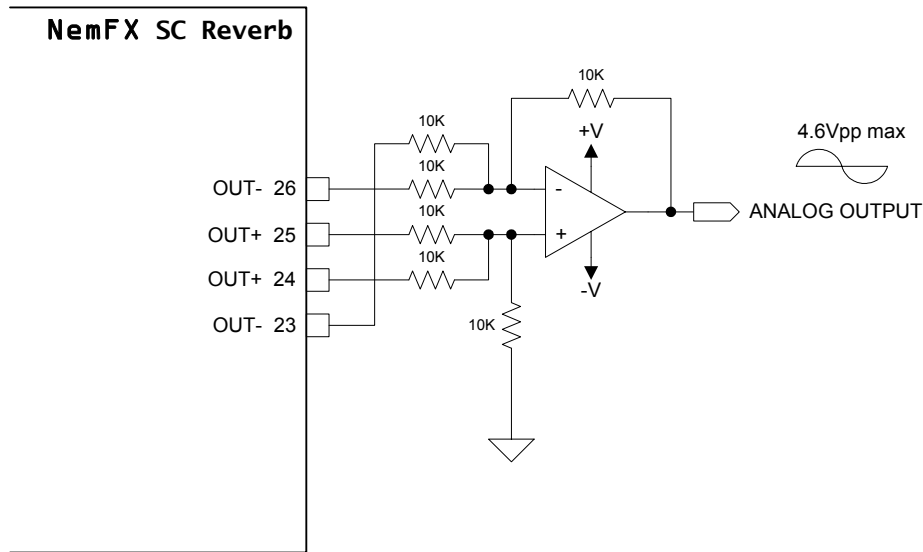 NemFX SC Reverb
10K
10K
+V
4.6Vpp max
10K
OUT- 26
-
10K
ANALOG OUTPUT
OUT+ 25
+
10K
OUT+ 24
-V
OUT- 23
10K